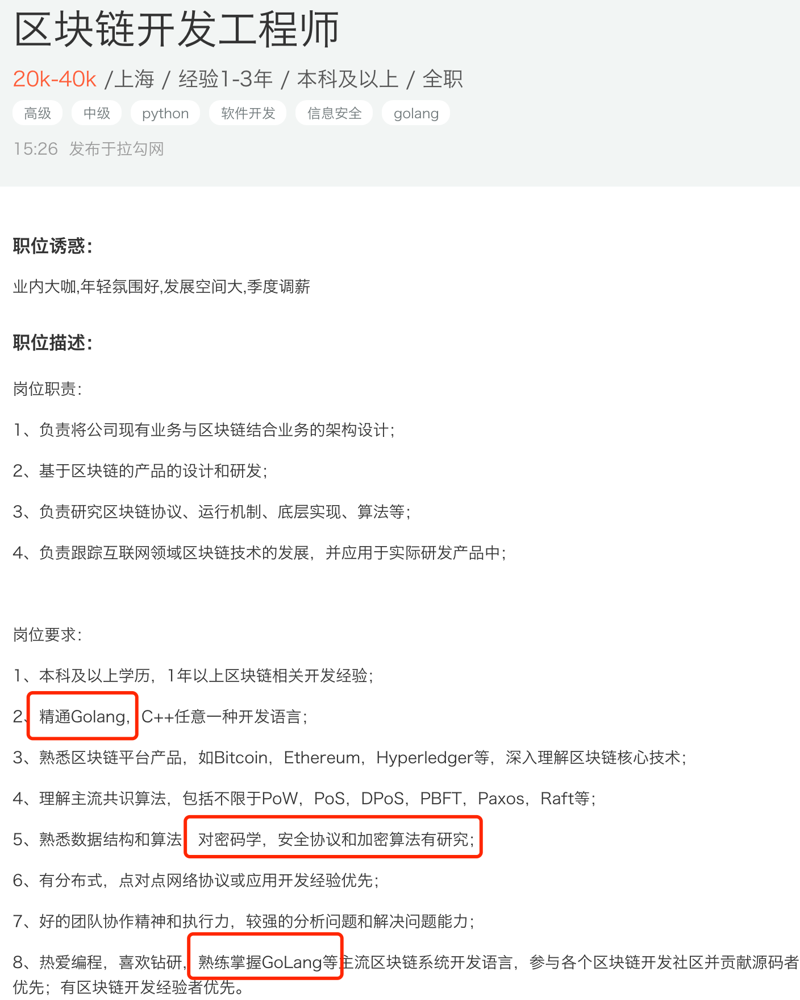 区块链开发工程师
20k-40k /上海 / 经验1-3年 / 本科及以上 / 全职
高级 中级 python 软件开发 信息安全 golang
15:26 发布于拉勾网
职位诱惑：
业内大咖,年轻氛围好,发展空间大,季度调薪
职位描述：
岗位职责：
1、负责将公司现有业务与区块链结合业务的架构设计；
2、基于区块链的产品的设计和研发；
3、负责研究区块链协议、运行机制、底层实现、算法等；
4、负责跟踪互联网领域区块链技术的发展，并应用于实际研发产品中；
岗位要求：
1、本科及以上学历，1年以上区块链相关开发经验；
2、精通Golang，C++任意一种开发语言；
3、熟悉区块链平台产品，如Bitcoin，Ethereum，Hyperledger等，深入理解区块链核心技术；
4、理解主流共识算法，包括不限于PoW，PoS，DPoS，PBFT，Paxos，Raft等；
5、熟悉数据结构和算法 对密码学，安全协议和加密算法有研究；
6、有分布式，点对点网络协议或应用开发经验优先；
7、好的团队协作精神和执行力，较强的分析问题和解决问题能力；
8、热爱编程，喜欢钻研，熟练掌握GoLang等主流区块链系统开发语言，参与各个区块链开发社区并贡献源码者
优先；有区块链开发经验者优先。